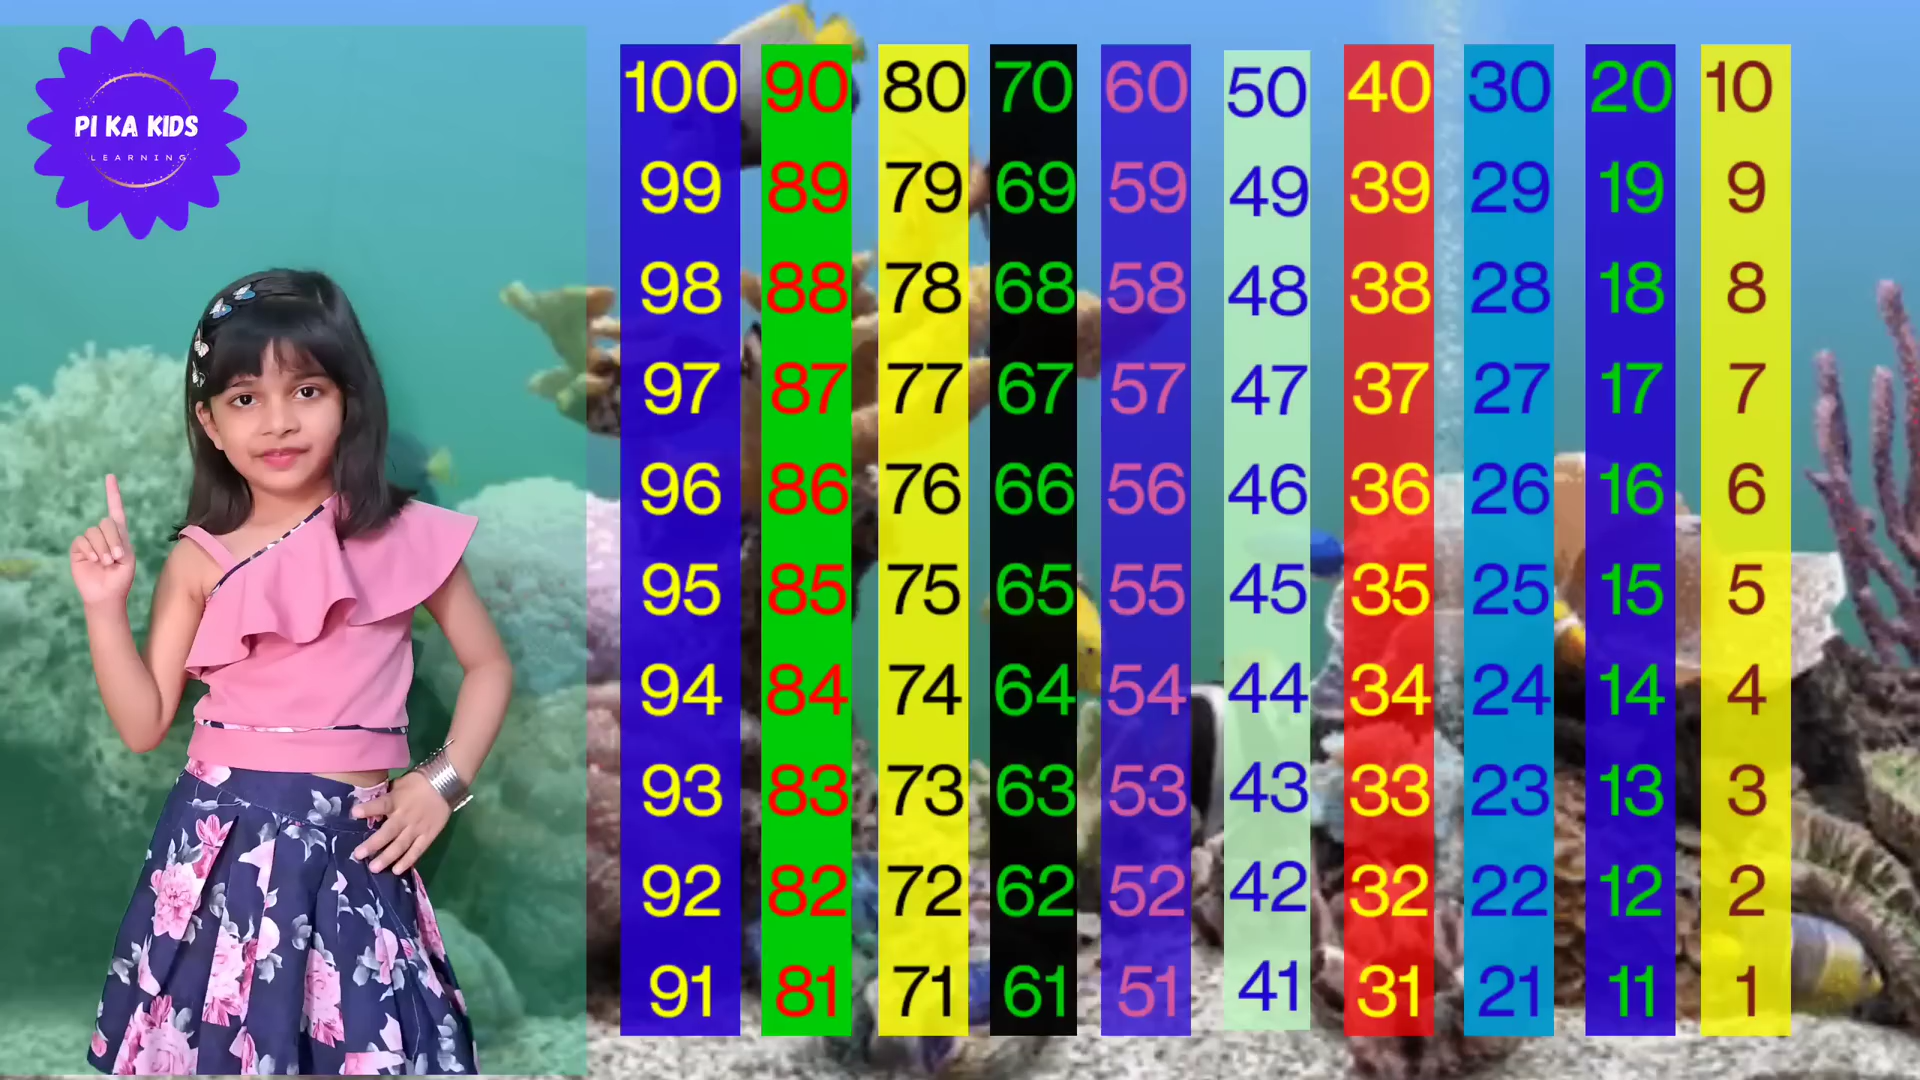 PI KA KIDS
LEARNING
100 90 80 70 60 50 40 30 20 10
99 89 79 69 59 49 39 29 19 9
98 88 78 68 58 48 38 28 18 8
97 87 77 67 57 47 37 27 17 7
96 86 76 66 56 46 36 26 16 6
95 85 75 65 55 45 35 25 15 5
94 84 74 64 54 44 34 24 14 4
93 83 73 63 53 43 33 23 13 3
92 82 72 62 52 42 32 22 12 2
91 81 71 61 51 41 31 21 11 1